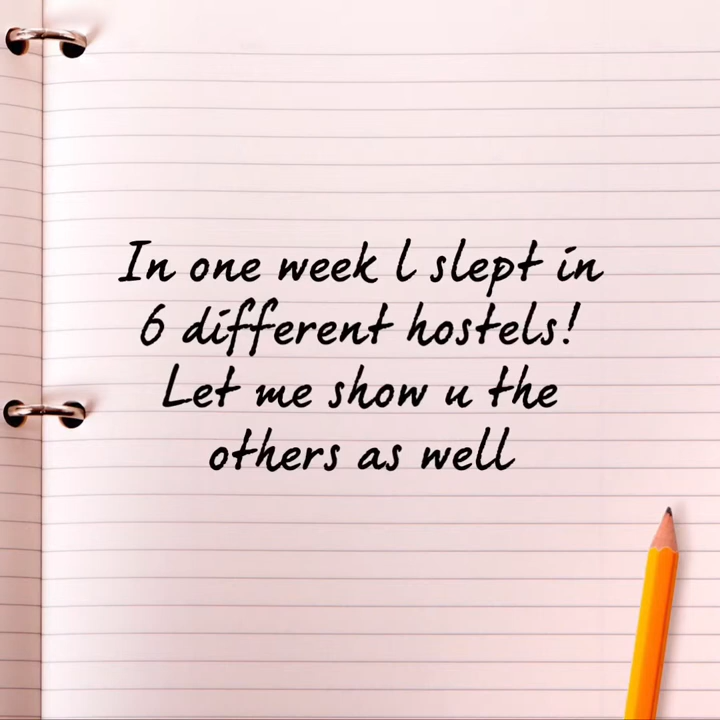 In one week l slept in
6 different hostels!
Let me show u the
others as well